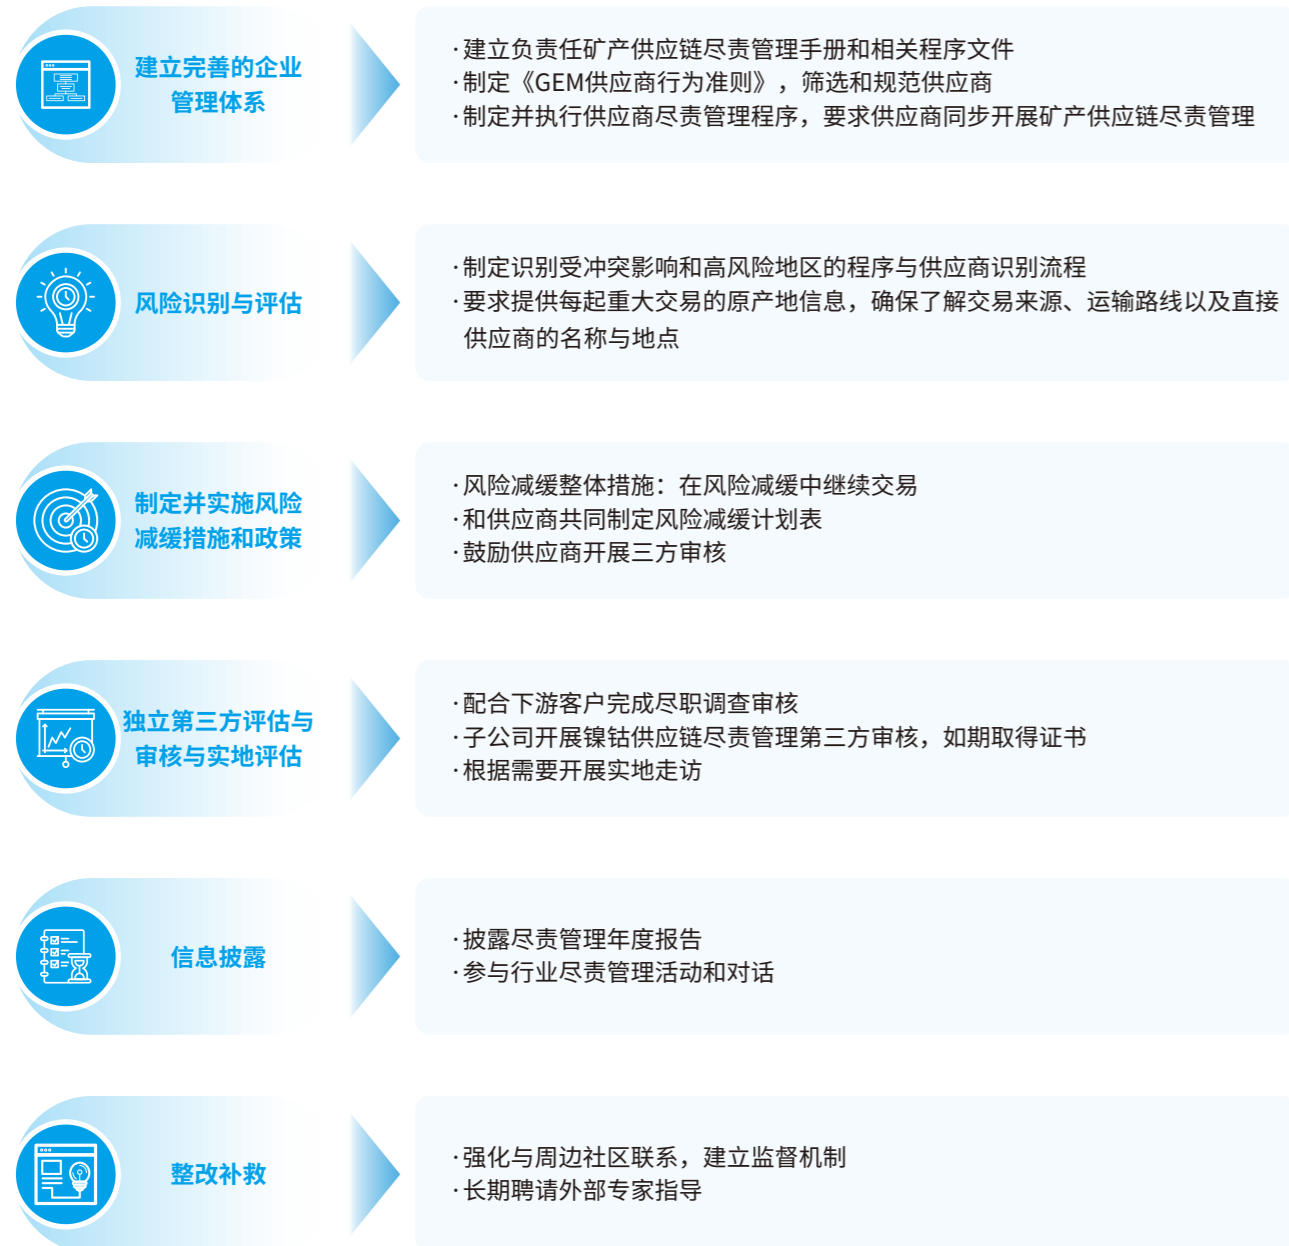 建立完善的企业
管理体系
·建立负责任矿产供应链尽责管理手册和相关程序文件
·制定《GEM供应商行为准则》，筛选和规范供应商
·制定并执行供应商尽责管理程序，要求供应商同步开展矿产供应链尽责管理
风险识别与评估
·制定识别受冲突影响和高风险地区的程序与供应商识别流程
·要求提供每起重大交易的原产地信息，确保了解交易来源、运输路线以及直接
供应商的名称与地点
制定并实施风险
减缓措施和政策
·风险减缓整体措施：在风险减缓中继续交易
·和供应商共同制定风险减缓计划表
·鼓励供应商开展三方审核
独立第三方评估与
审核与实地评估
·配合下游客户完成尽职调查审核
·子公司开展镍钴供应链尽责管理第三方审核，如期取得证书
·根据需要开展实地走访
信息披露
·披露尽责管理年度报告
·参与行业尽责管理活动和对话
整改补救
·强化与周边社区联系，建立监督机制
·长期聘请外部专家指导